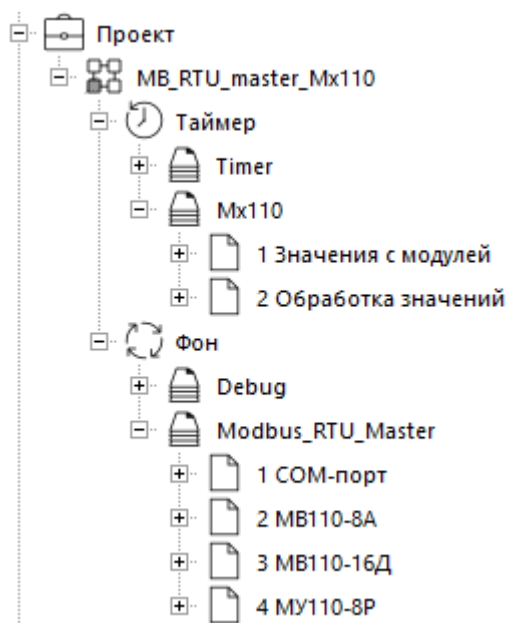 Проект
MB_RTU_master_Mx110
Таймер
Timer
Mx110
1 Значения с модулей
2 Обработка значений
Фон
Debug
Modbus_RTU_Master
1 COM-порт
2 МВ110-8А
3 МВ110-16Д
4 МУ110-8Р